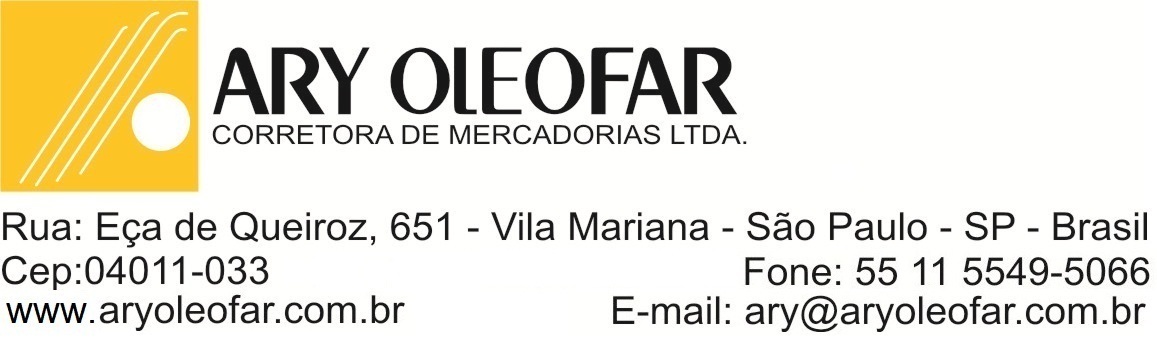 ARY OLEOFAR
CORRETORA DE MERCADORIAS LTDA.
Rua: Eça de Queiroz, 651 - Vila Mariana - São Paulo - SP - Brasil
Cep:04011-033 Fone: 55 11 5549-5066
www.aryoleofar.com.br E-mail: ary@aryoleofar.com.br